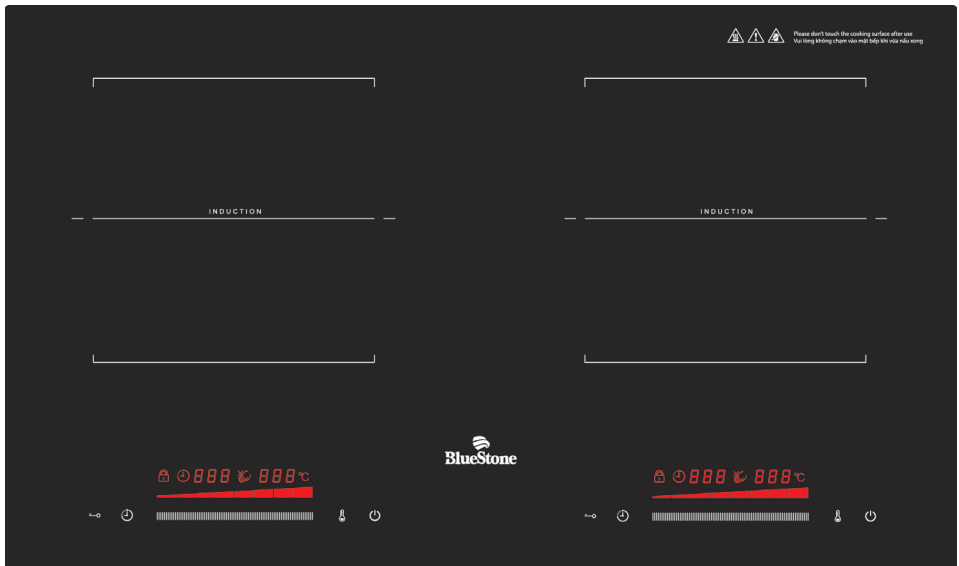 Please don't touch the cooking surface after use
Vui lòng không chạm vào mặt bếp khi vừa nấu xong
INDUCTION INDUCTION
BlueStone
888 888 °C 888 888 °C